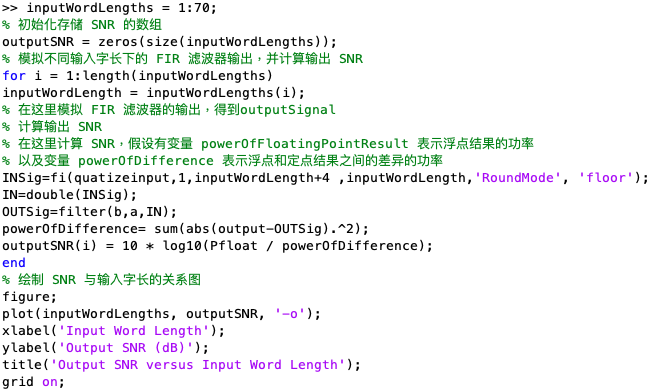 >> inputWordLengths = 1:70;
% 初始化存储 SNR 的数组
outputSNR = zeros(size(inputWordLengths));
% 模拟不同输入字长下的 FIR 滤波器输出，并计算输出 SNR
for i = 1:length(inputWordLengths)
inputWordLength = inputWordLengths(i);
% 在这里模拟 FIR 滤波器的输出，得到outputSignal
% 计算输出 SNR
% 在这里计算 SNR，假设有变量 powerOfFloatingPointResult 表示浮点结果的功率
% 以及变量 powerOfDifference 表示浮点和定点结果之间的差异的功率
INSig=fi(quatizeinput,1,inputWordLength+4 ,inputWordLength,'RoundMode', 'floor');
IN=double(INSig);
OUTSig=filter(b,a,IN);
powerOfDifference= sum(abs(output-OUTSig).^2);
outputSNR(i) = 10 * log10(Pfloat / powerOfDifference);
end
% 绘制 SNR 与输入字长的关系图
figure;
plot(inputWordLengths, outputSNR, '-o');
xlabel('Input Word Length');
ylabel('Output SNR (dB)');
title('Output SNR versus Input Word Length');
grid on;